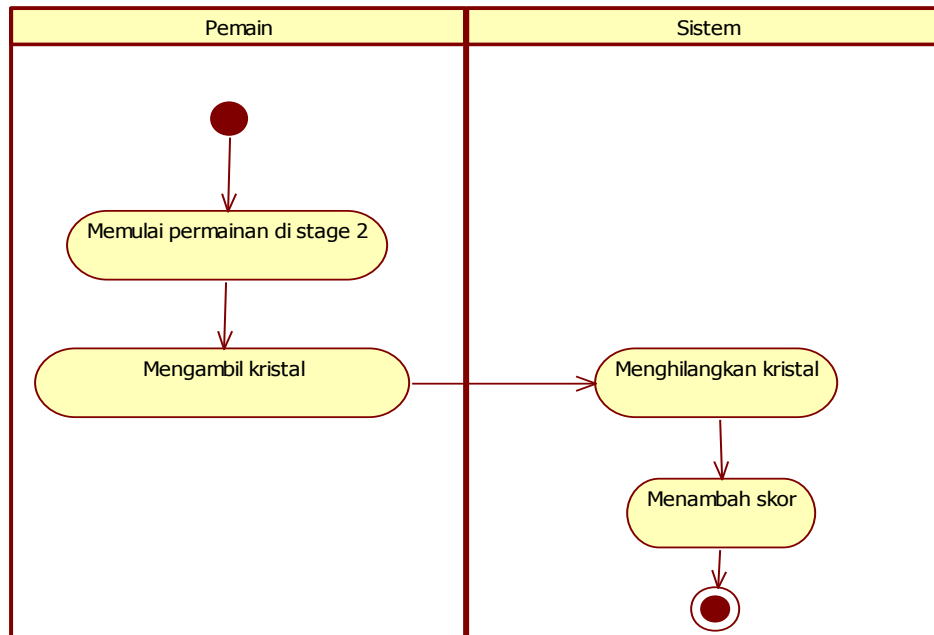 Pemain
Sistem
Memulai permainan di stage 2
Mengambil kristal
Menghilangkan kristal
Menambah skor